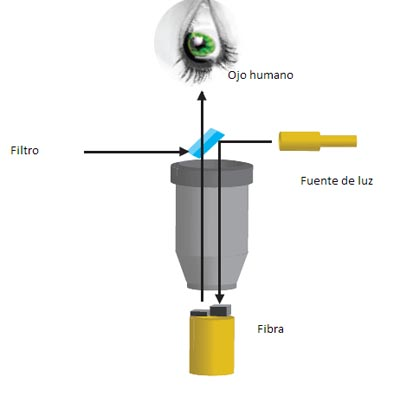 Ojo humano
Filtro
Fuente de luz
Fibra